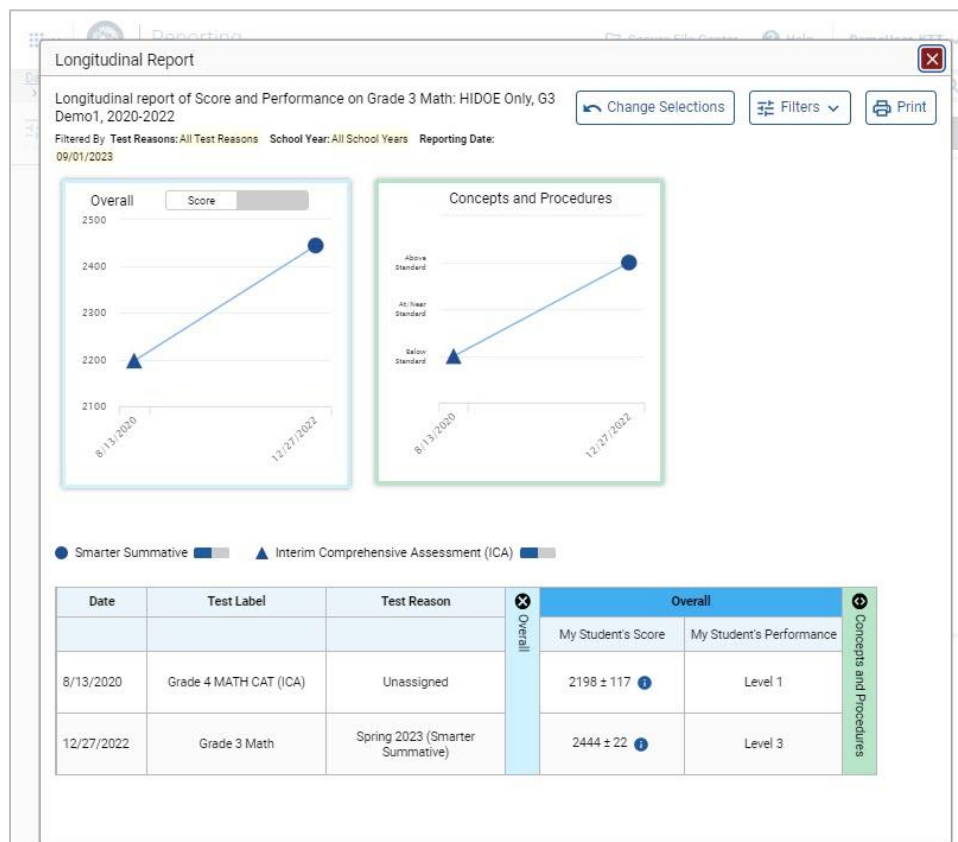 Reporting
Secure File Center
Help
Longitudinal Report
Longitudinal report of Score and Performance on Grade 3 Math: HIDOE Only, G3
Demo1, 2020-2022
Change Selections
Filters
Print
Filtered By Test Reasons: All Test Reasons School Year: All School Years Reporting Date:
09/01/2023
Overall
Score
2500
2400
2300
2200
2100
8/13/2020
12/27/2022
Concepts and Procedures
Above
Standard
At/Near
Standard
Below
Standard
8/13/2020
12/27/2022
Smarter Summative
Interim Comprehensive Assessment (ICA)
Date Test Label Test Reason Overall Overall Concepts and Procedures
My Student's Score My Student's Performance
8/13/2020 Grade 4 MATH CAT (ICA) Unassigned 2198 ± 117 Level 1
12/27/2022 Grade 3 Math Spring 2023 (Smarter
Summative) 2444 ± 22 Level 3